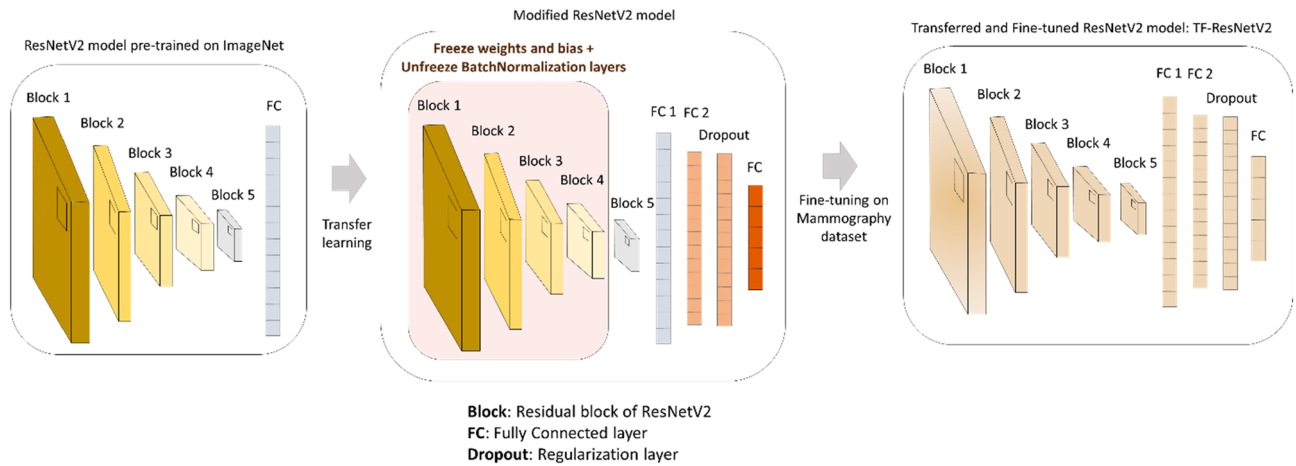 ResNetV2 model pre-trained on ImageNet
Block 1
Block 2
Block 3
Block 4
Block 5
FC
Transfer
learning
Modified ResNetV2 model
Freeze weights and bias +
Unfreeze BatchNormalization layers
Block 1
Block 2
Block 3
Block 4
Block 5
FC 1
FC 2
Dropout
FC
Fine-tuning on
Mammography
dataset
Transferred and Fine-tuned ResNetV2 model: TF-ResNetV2
Block 1
Block 2
Block 3
Block 4
Block 5
FC 1
FC 2
Dropout
FC
Block: Residual block of ResNetV2
FC: Fully Connected layer
Dropout: Regularization layer